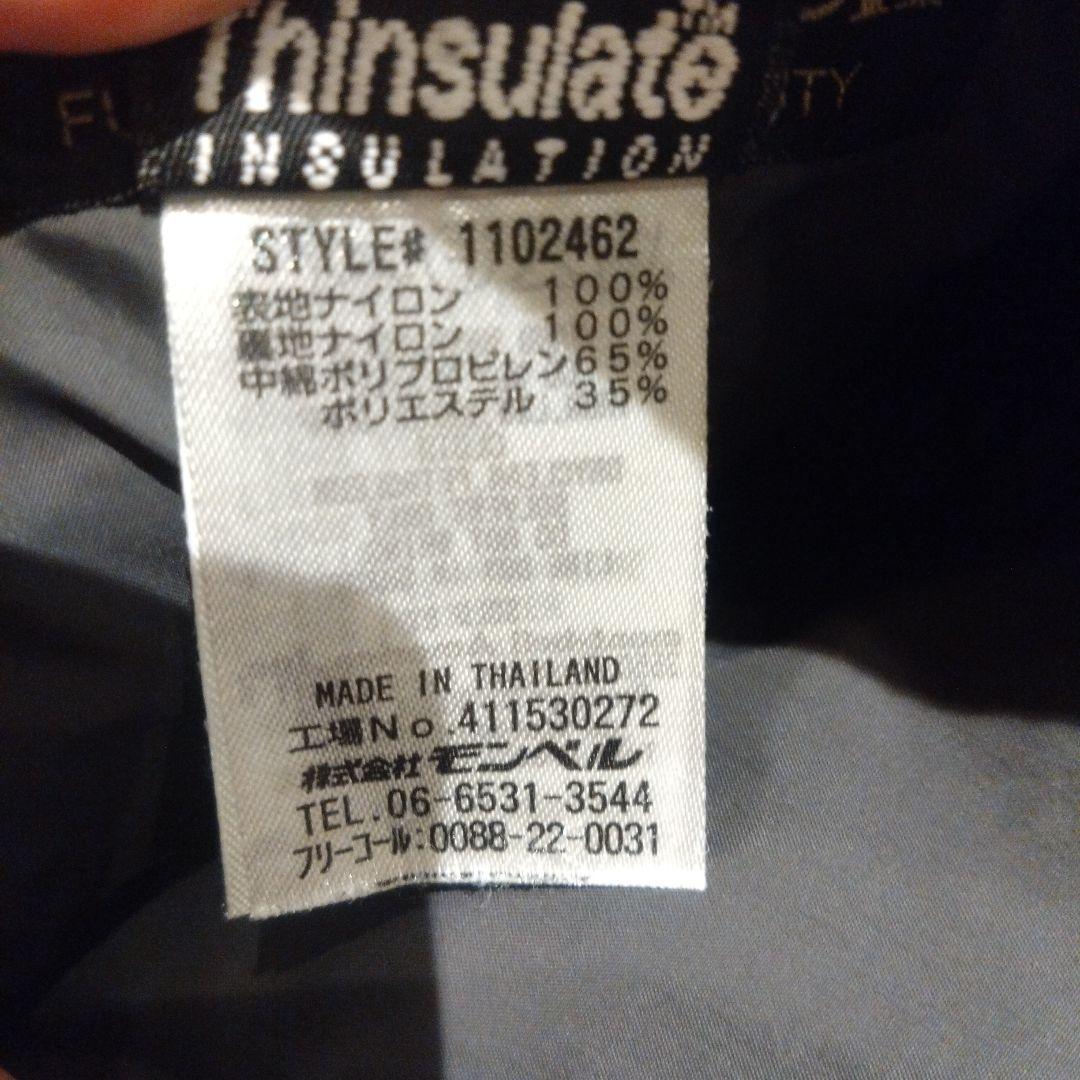 Thinsulate™
INSULATION
STYLE# 1102462
表地ナイロン 100%
裏地ナイロン 100%
中綿ポリプロピレン65%
ポリエステル 35%
MADE IN THAILAND
工場No.411530272
株式会社モンベル
TEL.06-6531-3544
フリーコール:0088-22-0031